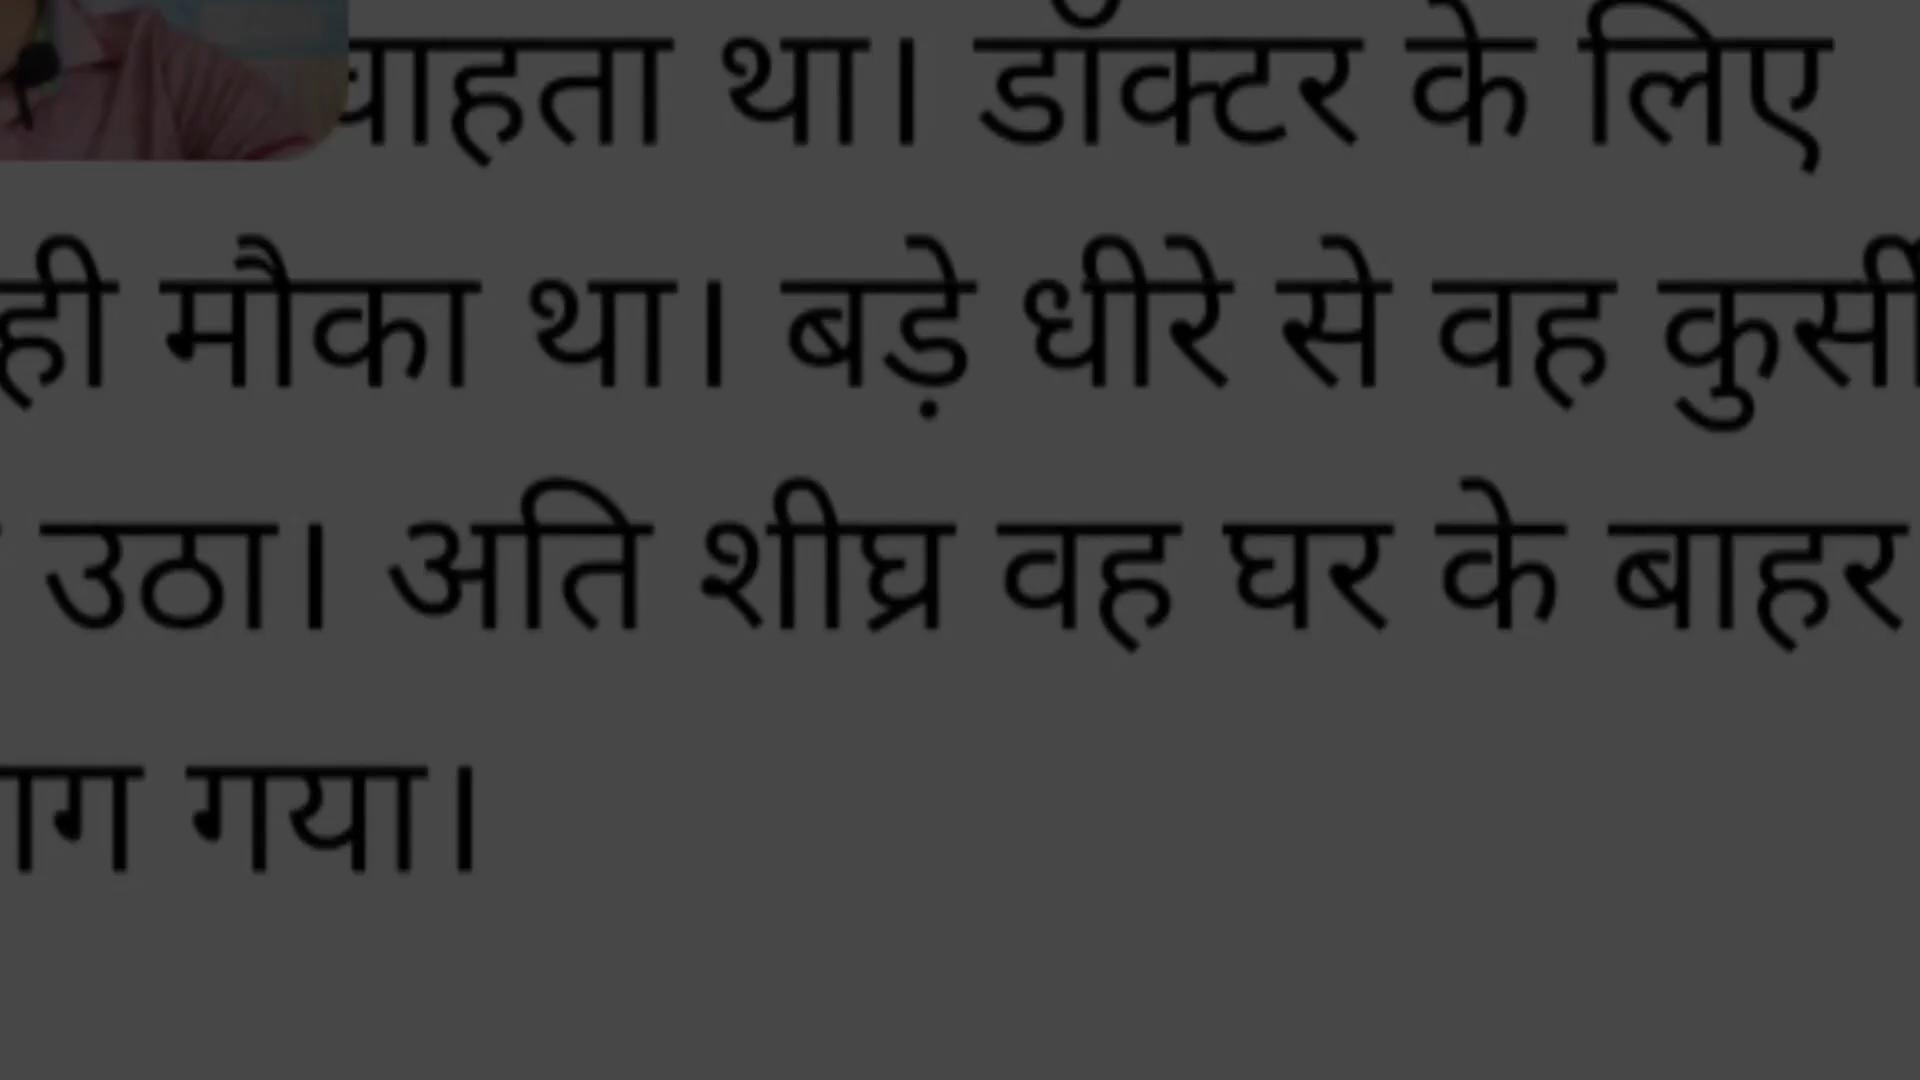 चाहता था। डॉक्टर के लिए
ही मौका था। बड़े धीरे से वह कुर्सी
उठा। अति शीघ्र वह घर के बाहर
गया।